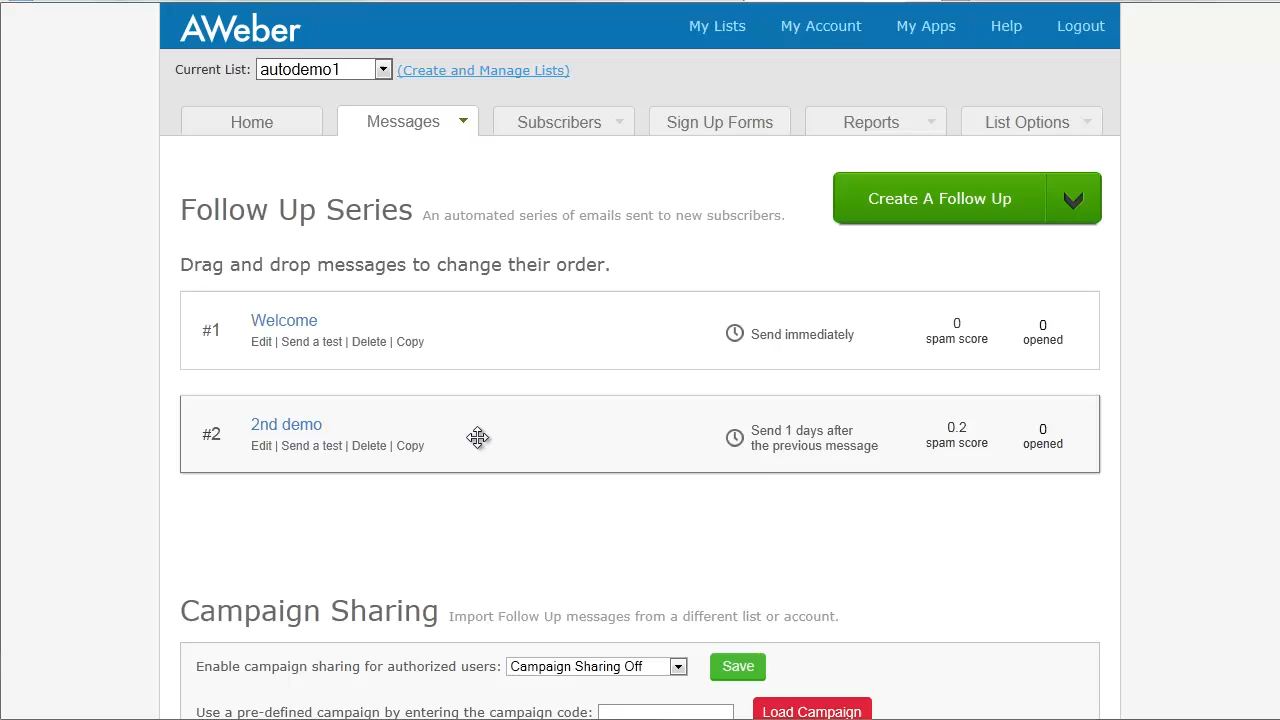 AWeber My Lists My Account My Apps Help Logout
Current List: autodemo1 (Create and Manage Lists)
Home Messages Subscribers Sign Up Forms Reports List Options
Follow Up Series An automated series of emails sent to new subscribers. Create A Follow Up
Drag and drop messages to change their order.
#1 Welcome
Edit | Send a test | Delete | Copy
Send immediately
0
spam score
0
opened
#2 2nd demo
Edit | Send a test | Delete | Copy
Send 1 days after
the previous message
0.2
spam score
0
opened
Campaign Sharing Import Follow Up messages from a different list or account.
Enable campaign sharing for authorized users: Campaign Sharing Off Save
Use a pre-defined campaign by entering the campaign code: Load Campaign